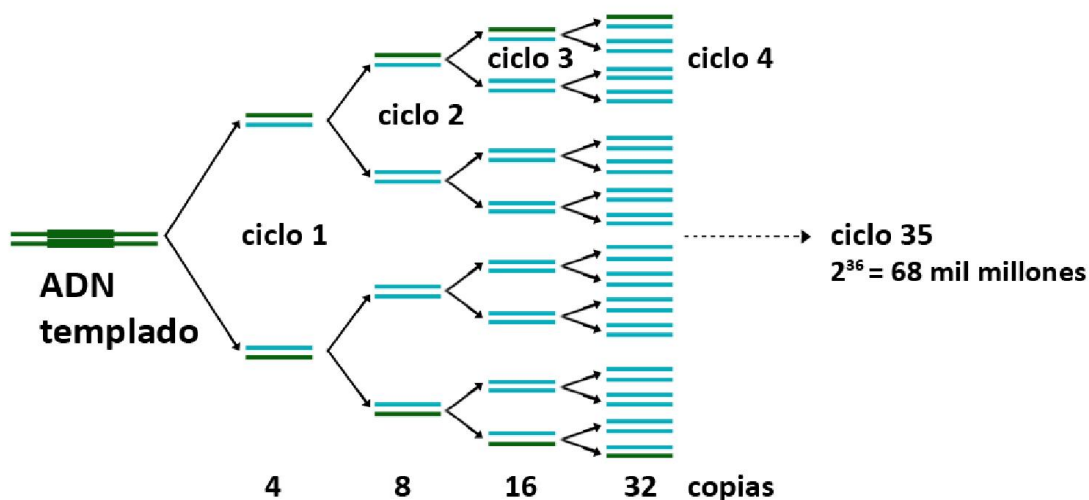 ciclo 3
ciclo 4
ciclo 2
ciclo 1
ciclo 35
2³⁶ = 68 mil millones
ADN
templado
4 8 16 32 copias